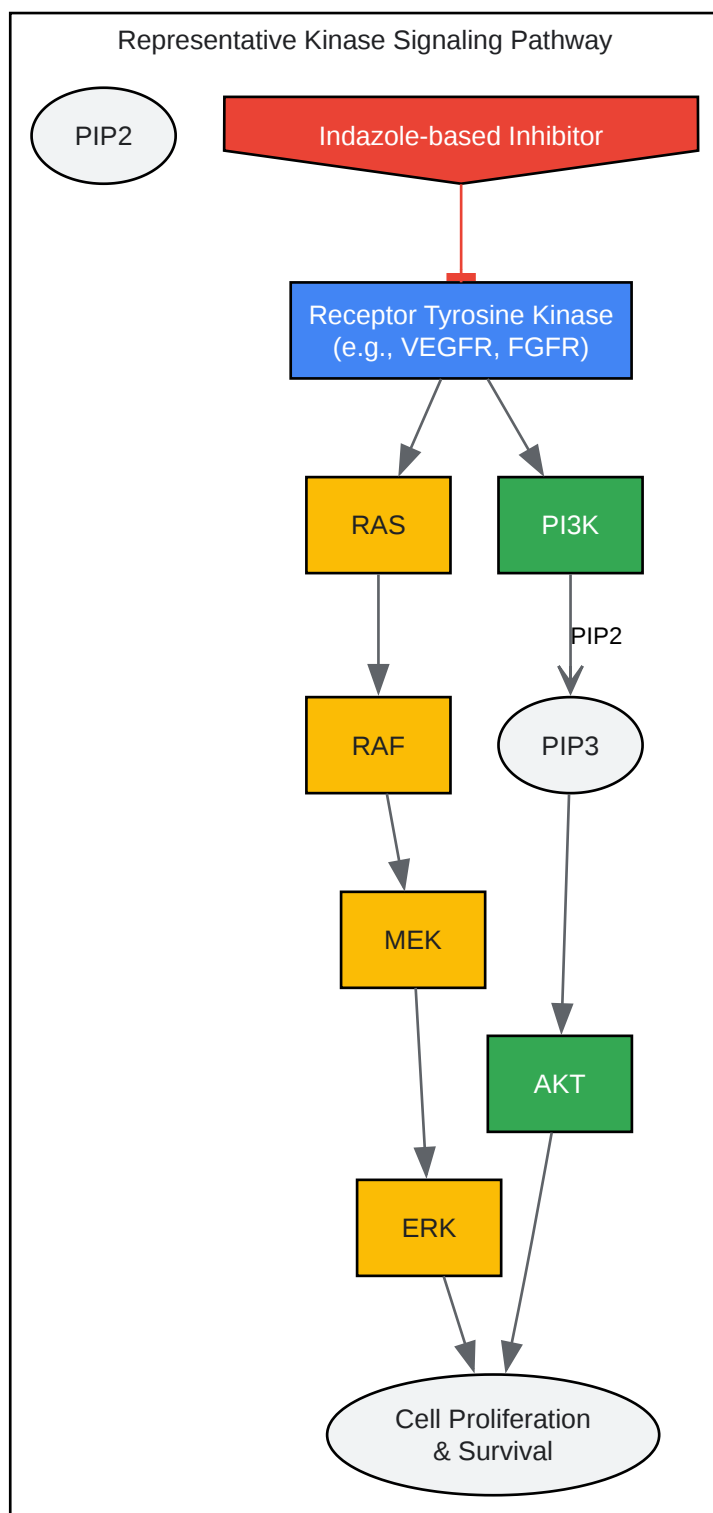 Representative Kinase Signaling Pathway
PIP2
Indazole-based Inhibitor
Receptor Tyrosine Kinase
(e.g., VEGFR, FGFR)
RAS
PI3K
PIP2
RAF
PIP3
MEK
AKT
ERK
Cell Proliferation
& Survival